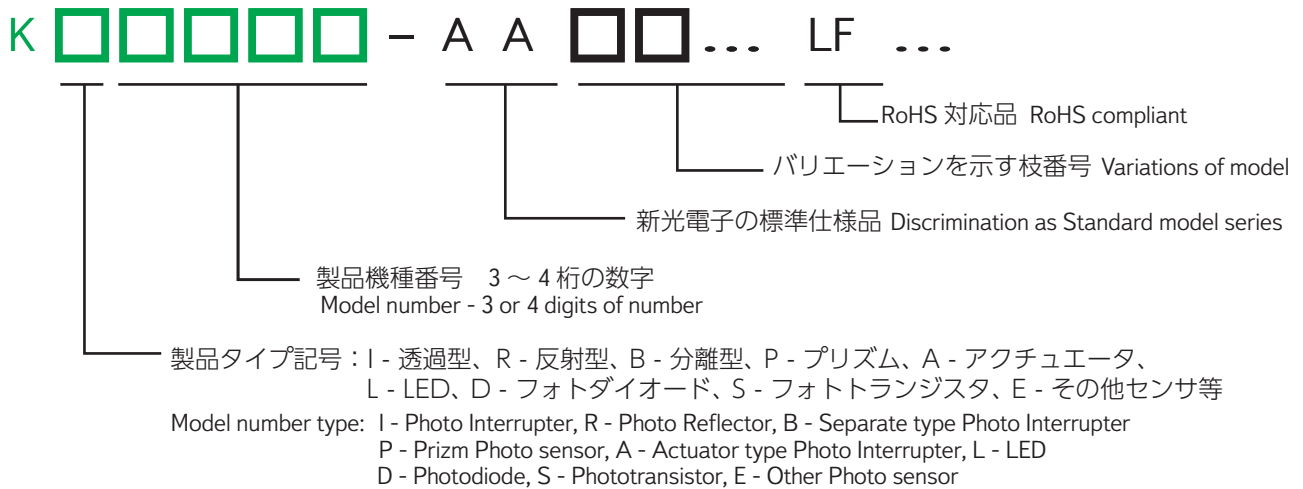 K □□□□□ – A A □□... LF ...
RoHS 対応品 RoHS compliant
バリエーションを示す枝番号 Variations of model
新光電子の標準仕様品 Discrimination as Standard model series
製品機種番号　3 ～ 4 桁の数字
Model number - 3 or 4 digits of number
製品タイプ記号：I - 透過型、R - 反射型、B - 分離型、P - プリズム、A - アクチュエータ、
L - LED、D - フォトダイオード、S - フォトトランジスタ、E - その他センサ等
Model number type: I - Photo Interrupter, R - Photo Reflector, B - Separate type Photo Interrupter
P - Prizm Photo sensor, A - Actuator type Photo Interrupter, L - LED
D - Photodiode, S - Phototransistor, E - Other Photo sensor